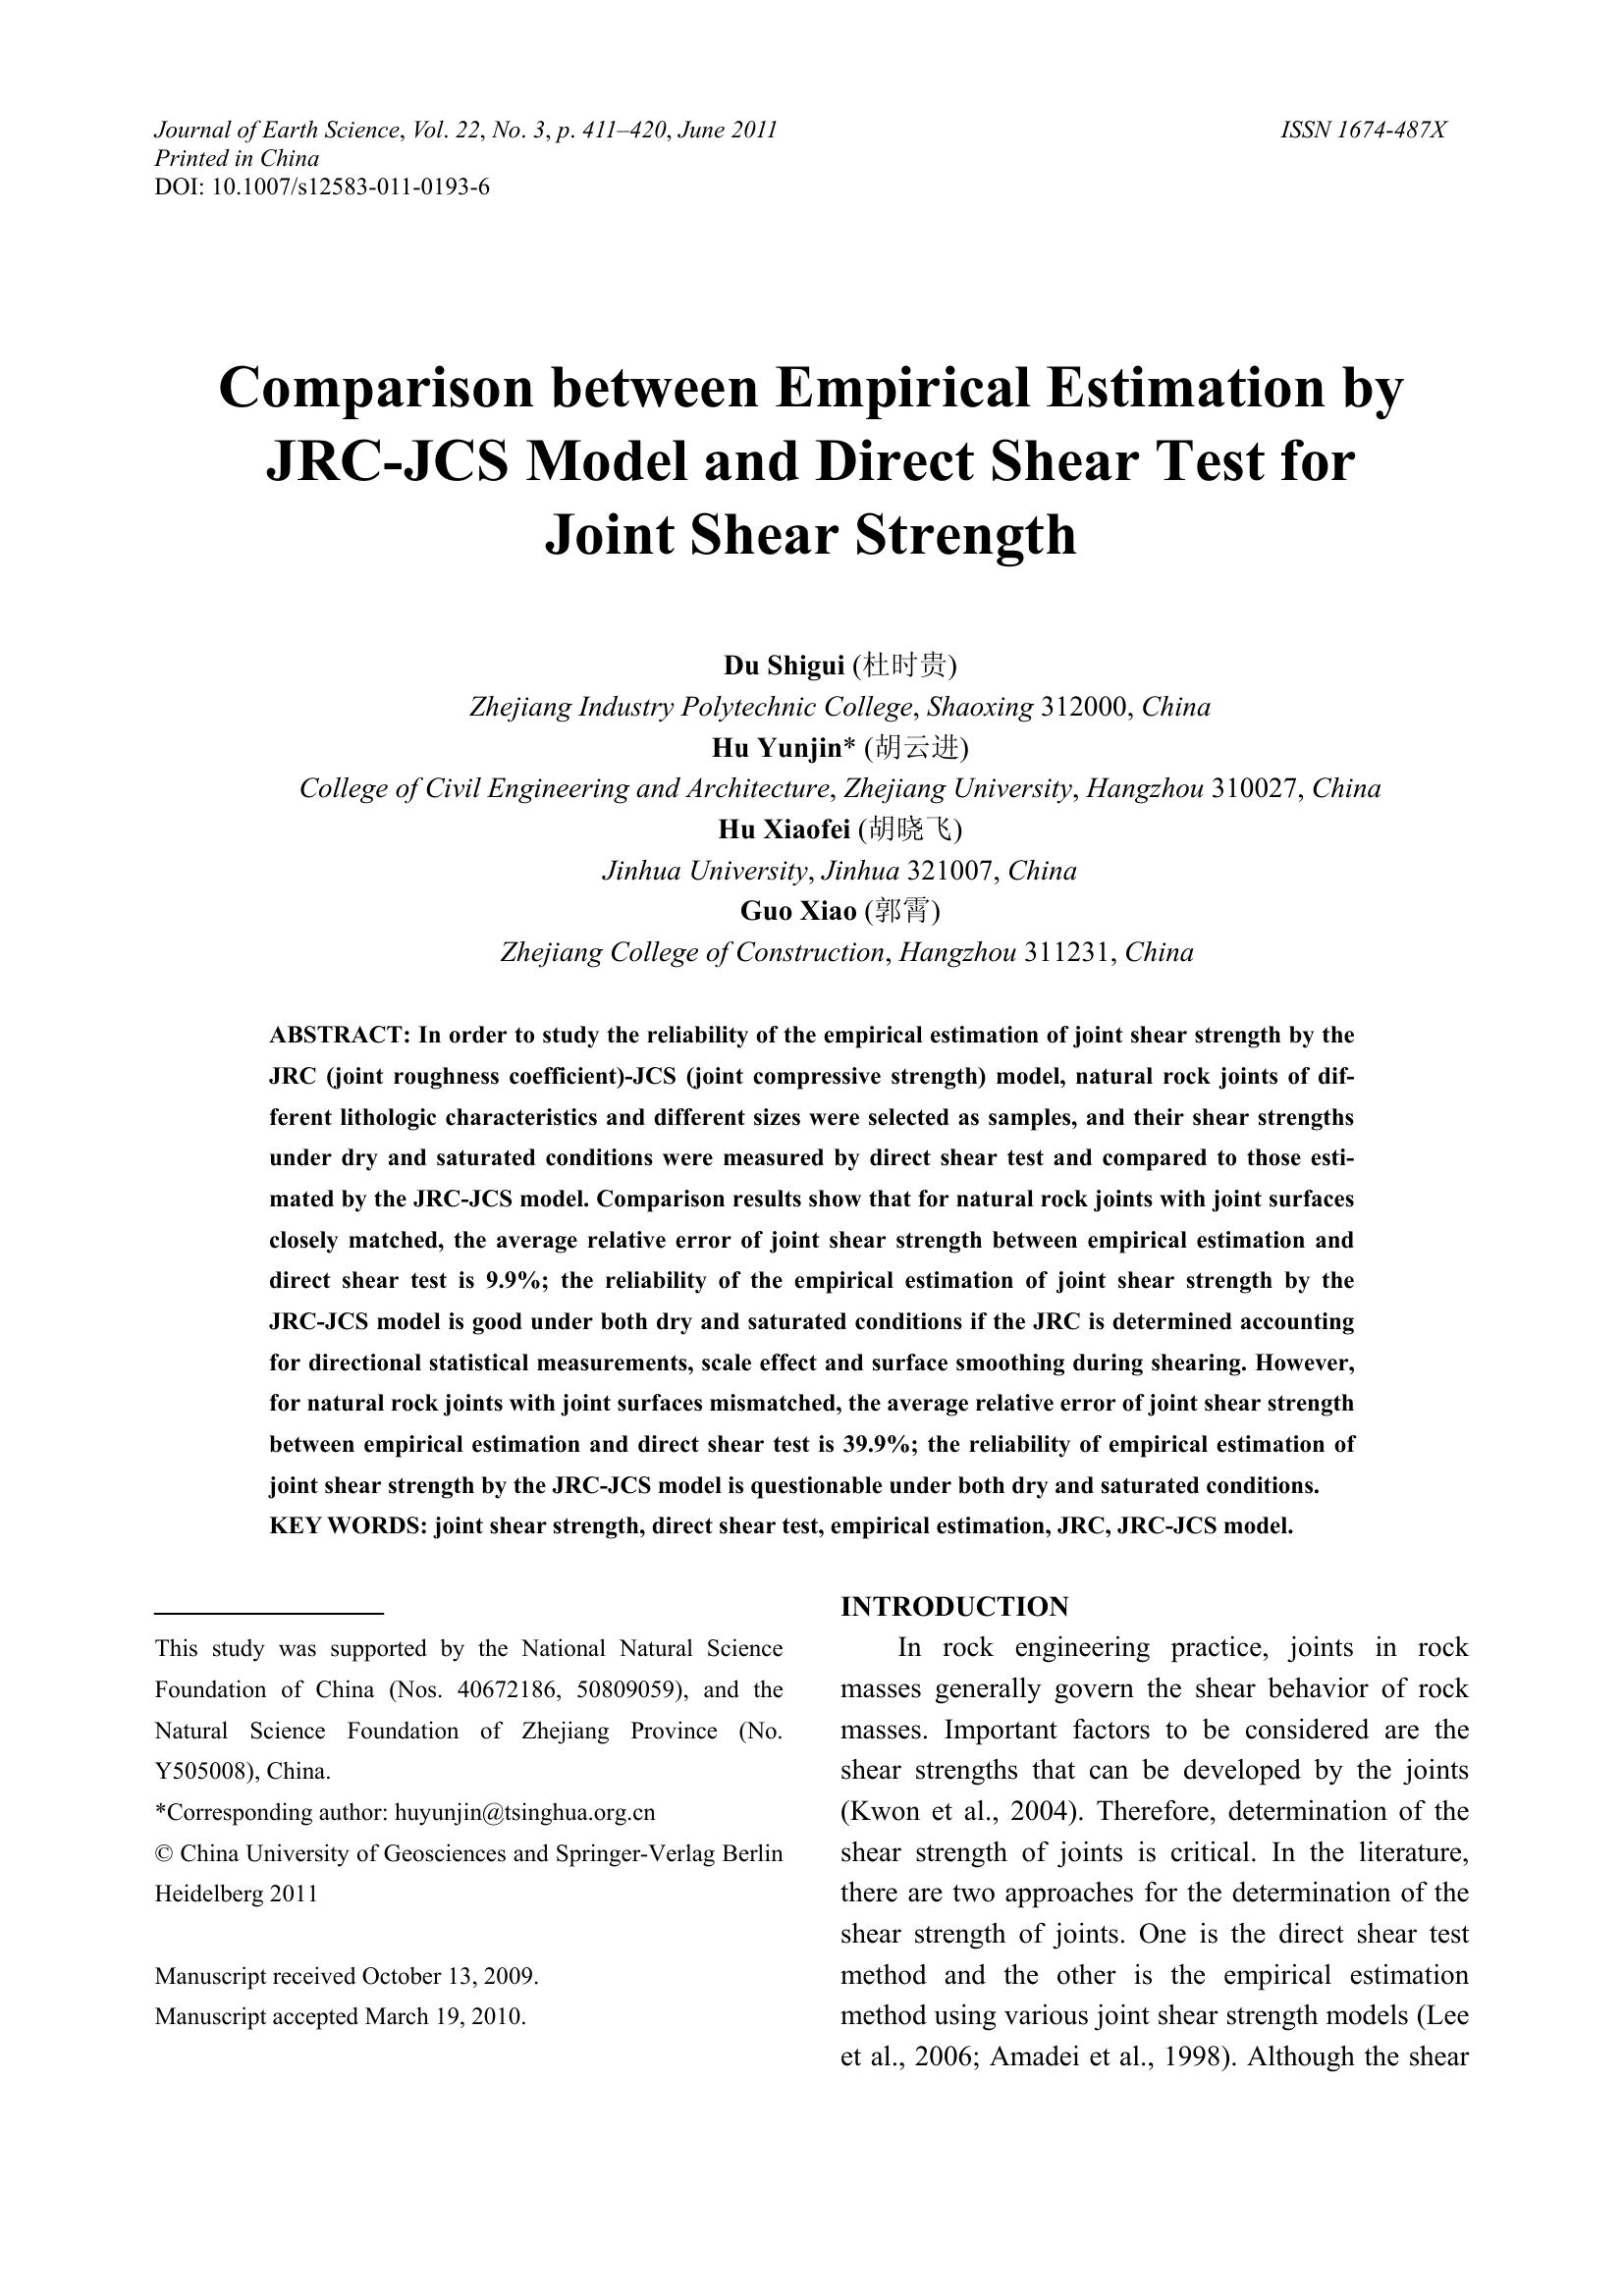 Journal of Earth Science, Vol. 22, No. 3, p. 411–420, June 2011 ISSN 1674-487X
Printed in China
DOI: 10.1007/s12583-011-0193-6
Comparison between Empirical Estimation by
JRC-JCS Model and Direct Shear Test for
Joint Shear Strength
Du Shigui (杜时贵)
Zhejiang Industry Polytechnic College, Shaoxing 312000, China
Hu Yunjin* (胡云进)
College of Civil Engineering and Architecture, Zhejiang University, Hangzhou 310027, China
Hu Xiaofei (胡晓飞)
Jinhua University, Jinhua 321007, China
Guo Xiao (郭霄)
Zhejiang College of Construction, Hangzhou 311231, China
ABSTRACT: In order to study the reliability of the empirical estimation of joint shear strength by the
JRC (joint roughness coefficient)-JCS (joint compressive strength) model, natural rock joints of dif-
ferent lithologic characteristics and different sizes were selected as samples, and their shear strengths
under dry and saturated conditions were measured by direct shear test and compared to those esti-
mated by the JRC-JCS model. Comparison results show that for natural rock joints with joint surfaces
closely matched, the average relative error of joint shear strength between empirical estimation and
direct shear test is 9.9%; the reliability of the empirical estimation of joint shear strength by the
JRC-JCS model is good under both dry and saturated conditions if the JRC is determined accounting
for directional statistical measurements, scale effect and surface smoothing during shearing. However,
for natural rock joints with joint surfaces mismatched, the average relative error of joint shear strength
between empirical estimation and direct shear test is 39.9%; the reliability of empirical estimation of
joint shear strength by the JRC-JCS model is questionable under both dry and saturated conditions.
KEY WORDS: joint shear strength, direct shear test, empirical estimation, JRC, JRC-JCS model.
This study was supported by the National Natural Science
Foundation of China (Nos. 40672186, 50809059), and the
Natural Science Foundation of Zhejiang Province (No.
Y505008), China.
*Corresponding author: huyunjin@tsinghua.org.cn
© China University of Geosciences and Springer-Verlag Berlin
Heidelberg 2011
Manuscript received October 13, 2009.
Manuscript accepted March 19, 2010.
INTRODUCTION
In rock engineering practice, joints in rock
masses generally govern the shear behavior of rock
masses. Important factors to be considered are the
shear strengths that can be developed by the joints
(Kwon et al., 2004). Therefore, determination of the
shear strength of joints is critical. In the literature,
there are two approaches for the determination of the
shear strength of joints. One is the direct shear test
method and the other is the empirical estimation
method using various joint shear strength models (Lee
et al., 2006; Amadei et al., 1998). Although the shear